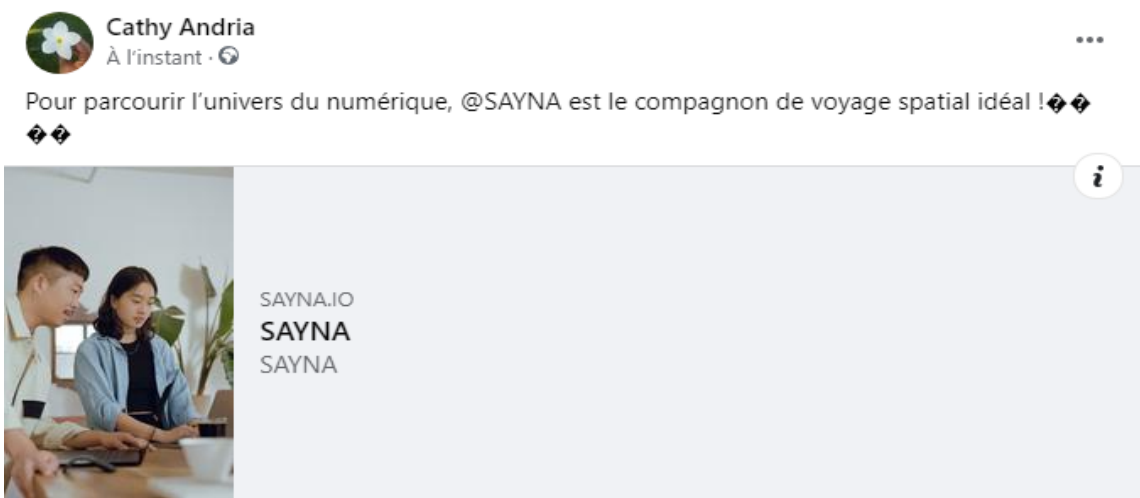 Cathy Andria
À l'instant ·
Pour parcourir l'univers du numérique, @SAYNA est le compagnon de voyage spatial idéal !��
��
i
SAYNA.IO
SAYNA
SAYNA